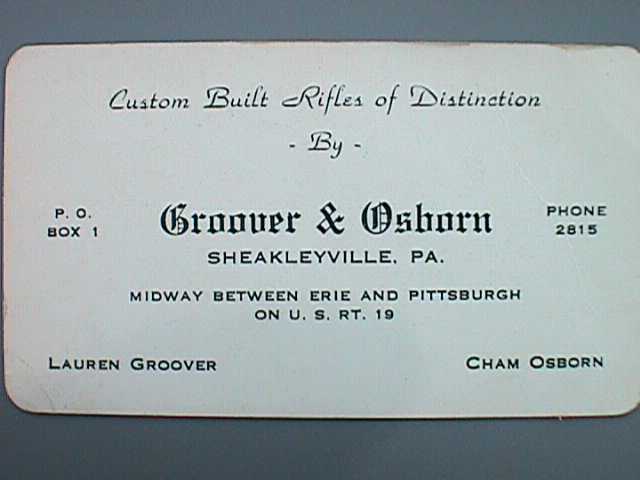 Custom Built Rifles of Distinction
- By -
P. O.
BOX 1
Groover & Osborn
PHONE
2815
SHEAKLEYVILLE, PA.
MIDWAY BETWEEN ERIE AND PITTSBURGH
ON U. S. RT. 19
LAUREN GROOVER
CHAM OSBORN